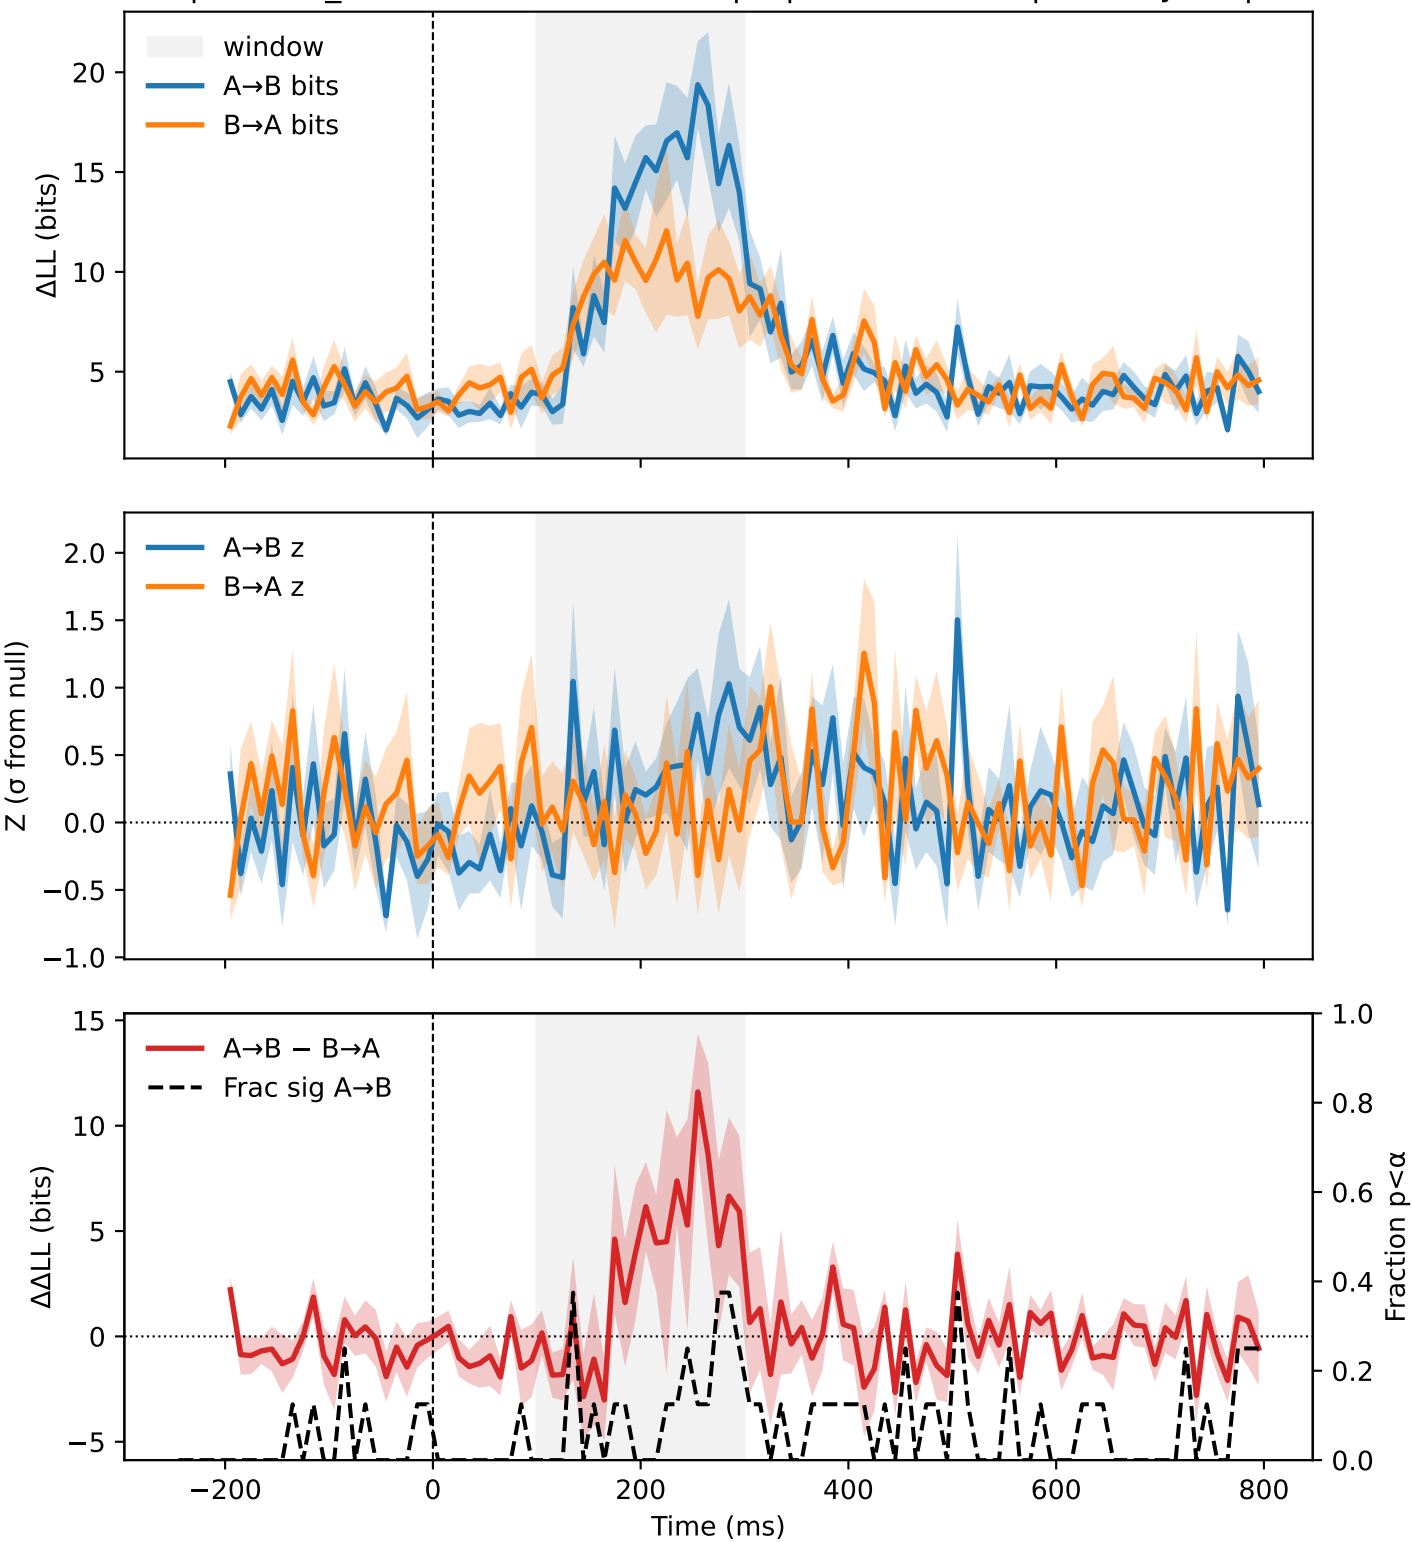 window
A→B bits
B→A bits
20
15
10
5
ΔLL (bits)
A→B z
B→A z
2.0
1.5
1.0
0.5
0.0
−0.5
−1.0
Z (σ from null)
A→B − B→A
Frac sig A→B
15
10
5
0
−5
ΔΔLL (bits)
1.0
0.8
0.6
0.4
0.2
0.0
Fraction p<α
−200
0
200
400
600
800
Time (ms)